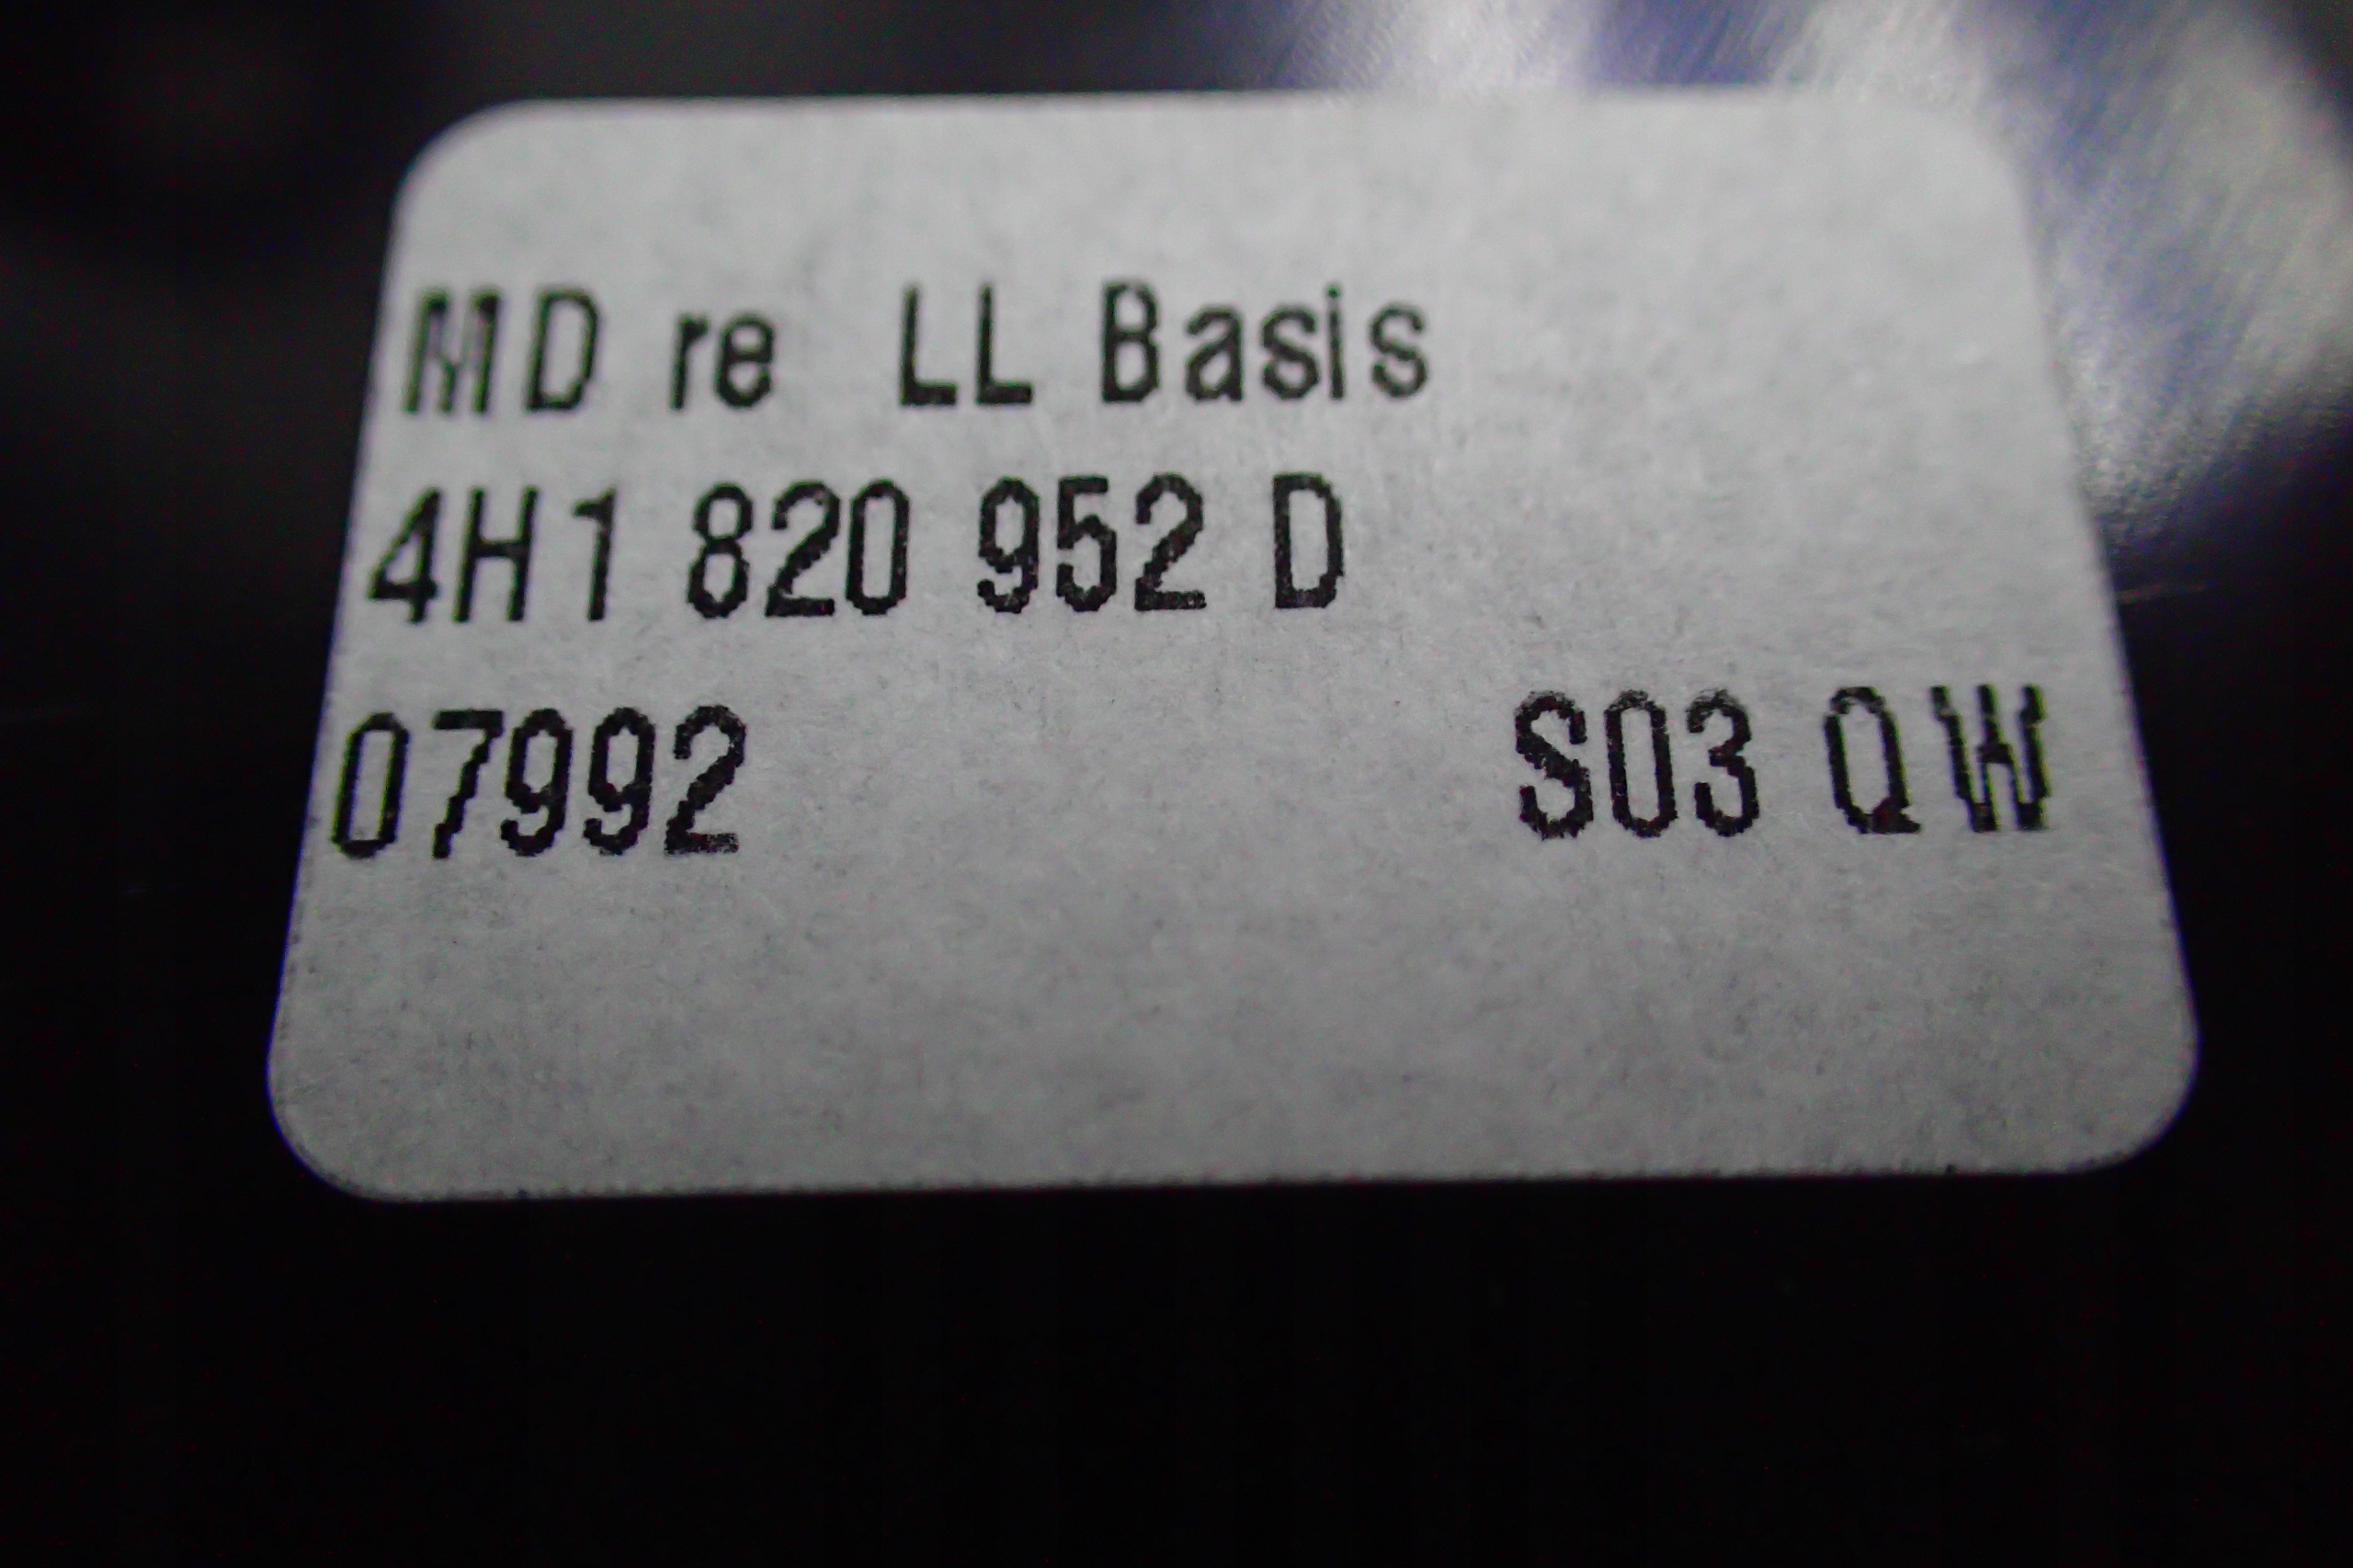 MD re LL Basis
4H1 820 952 D
07992 S03 QW